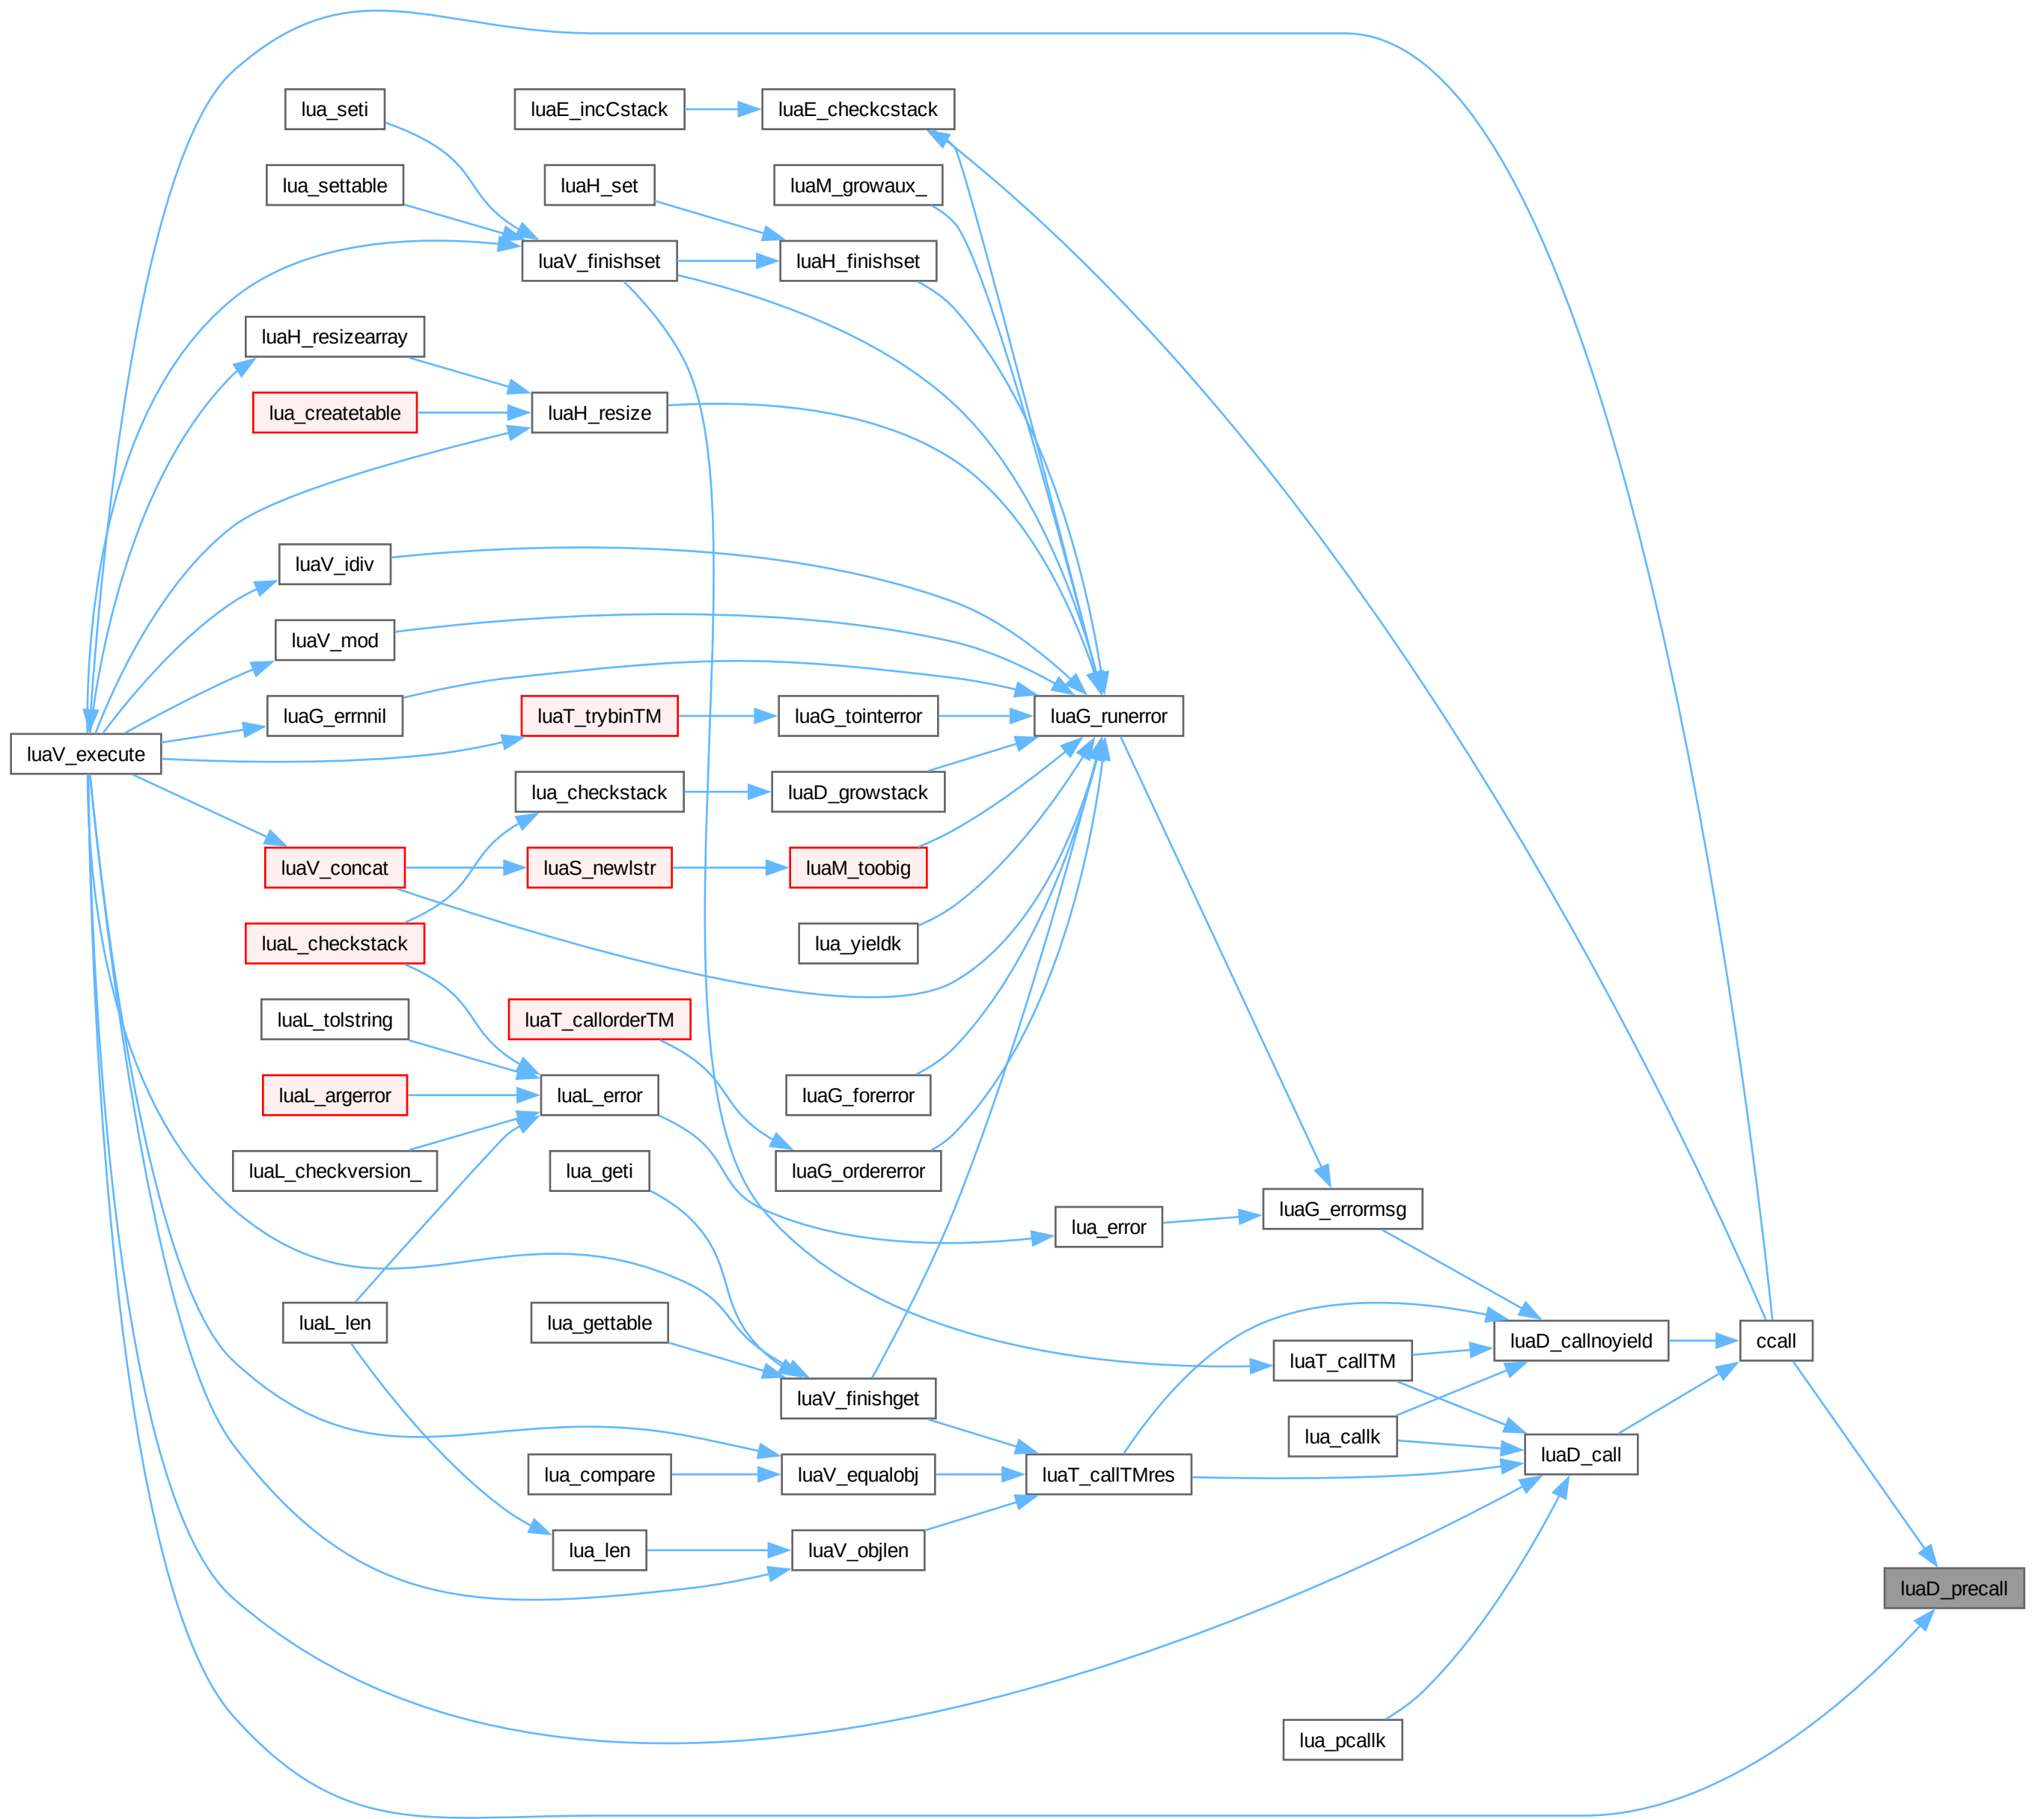 lua_seti
luaE_incCstack
luaE_checkcstack
lua_settable
luaH_set
luaM_growaux_
luaV_finishset
luaH_finishset
luaH_resizearray
lua_createtable
luaH_resize
luaV_idiv
luaV_mod
luaG_errnnil
luaT_trybinTM
luaG_tointerror
luaG_runerror
luaV_execute
lua_checkstack
luaD_growstack
luaV_concat
luaS_newlstr
luaM_toobig
luaL_checkstack
lua_yieldk
luaL_tolstring
luaT_callorderTM
luaL_argerror
luaL_error
luaG_forerror
luaL_checkversion_
lua_geti
luaG_ordererror
lua_error
luaG_errormsg
luaL_len
lua_gettable
luaD_callnoyield
ccall
luaT_callTM
luaV_finishget
lua_callk
luaD_call
lua_compare
luaV_equalobj
luaT_callTMres
lua_len
luaV_objlen
luaD_precall
lua_pcallk